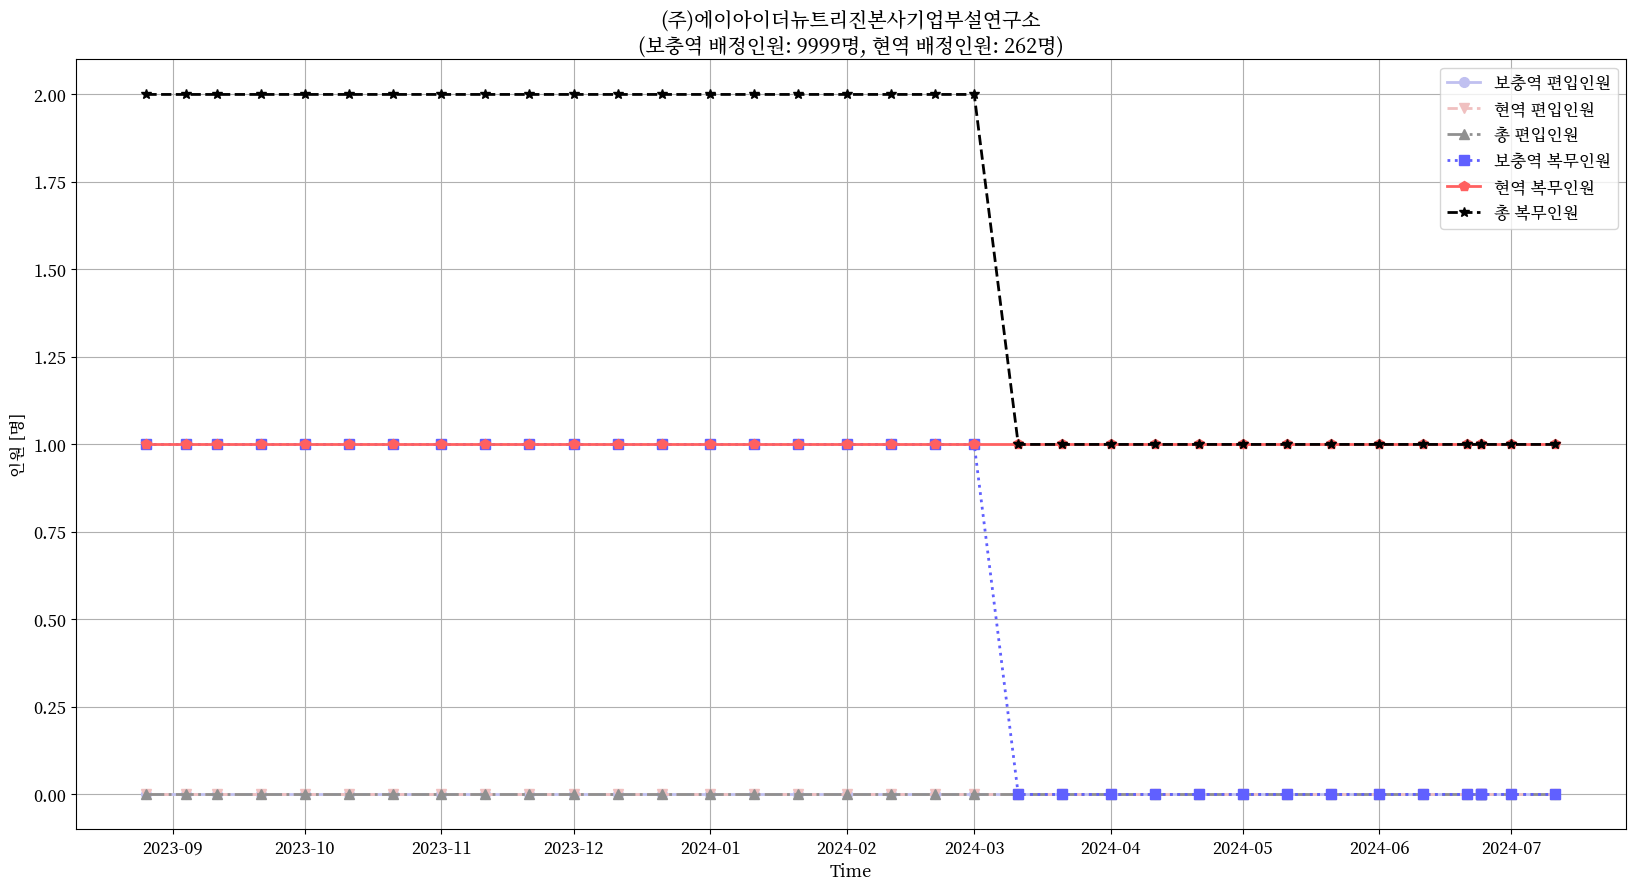 (주)에이아이더뉴트리진본사기업부설연구소
(보충역 배정인원: 9999명, 현역 배정인원: 262명)
보충역 편입인원
현역 편입인원
총 편입인원
보충역 복무인원
현역 복무인원
총 복무인원
인원 [명]
2.00
1.75
1.50
1.25
1.00
0.75
0.50
0.25
0.00
2023-09 2023-10 2023-11 2023-12 2024-01 2024-02 2024-03 2024-04 2024-05 2024-06 2024-07
Time